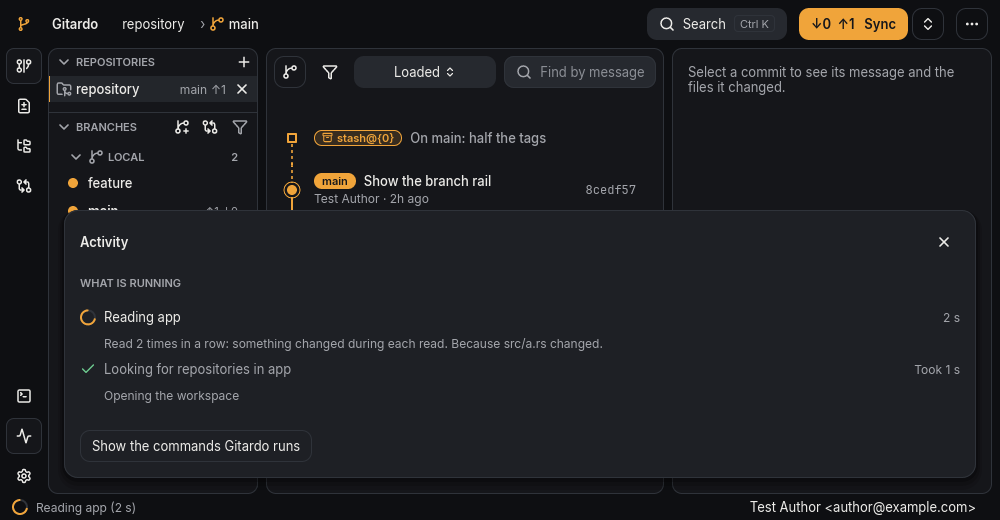 Gitardo repository › main Search Ctrl K ↓0 ↑1 Sync
REPOSITORIES
repository main ↑1
BRANCHES
LOCAL 2
feature
Loaded
Find by message
stash@{0} On main: half the tags
main Show the branch rail
Test Author · 2h ago
8cedf57
Select a commit to see its message and the
files it changed.
Activity
WHAT IS RUNNING
Reading app 2 s
Read 2 times in a row: something changed during each read. Because src/a.rs changed.
Looking for repositories in app Took 1 s
Opening the workspace
Show the commands Gitardo runs
Reading app (2 s)
Test Author <author@example.com>